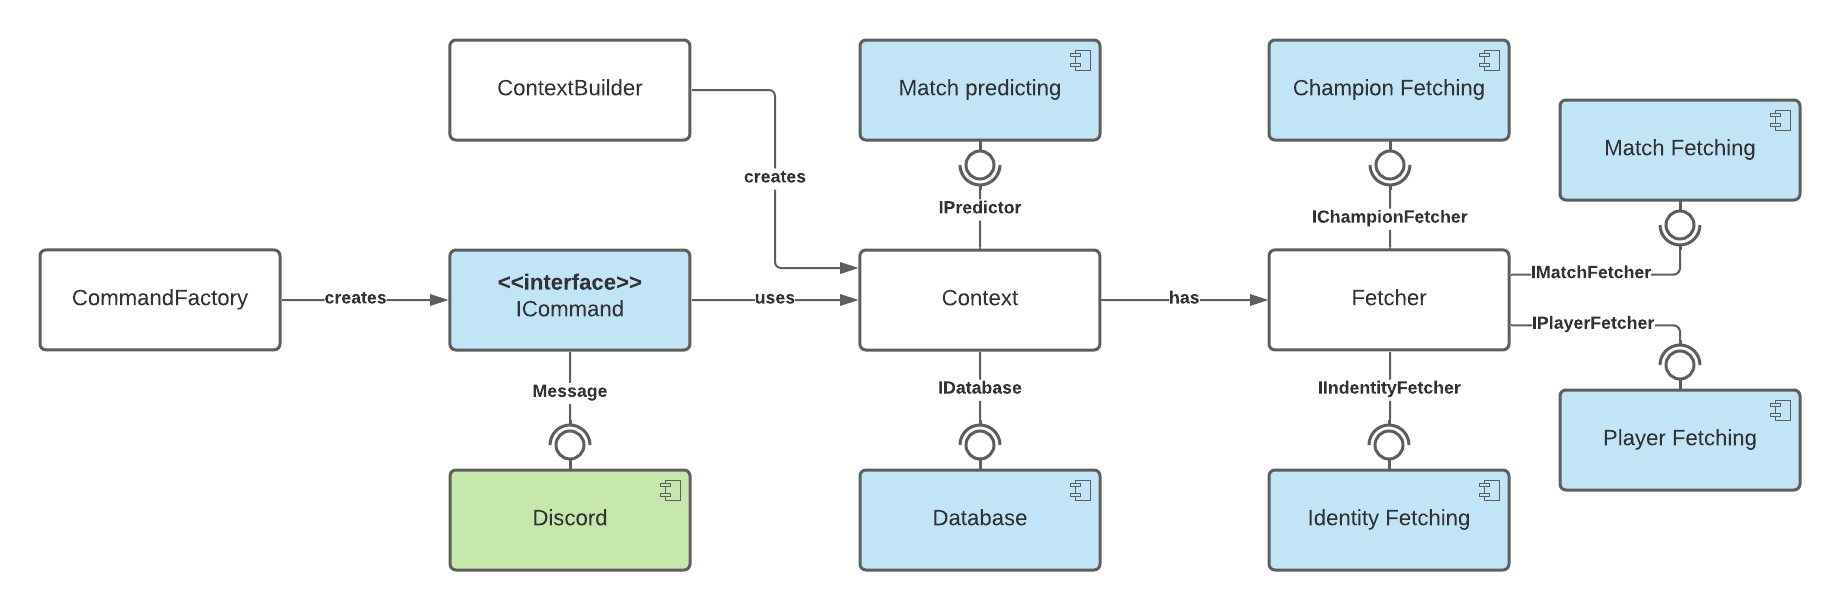 ContextBuilder
Match predicting
Champion Fetching
Match Fetching
creates
IPredictor
IChampionFetcher
CommandFactory
creates
<<interface>>
ICommand
uses
Context
has
Fetcher
IMatchFetcher
IPlayerFetcher
Message
IDatabase
IIndentityFetcher
Player Fetching
Discord
Database
Identity Fetching